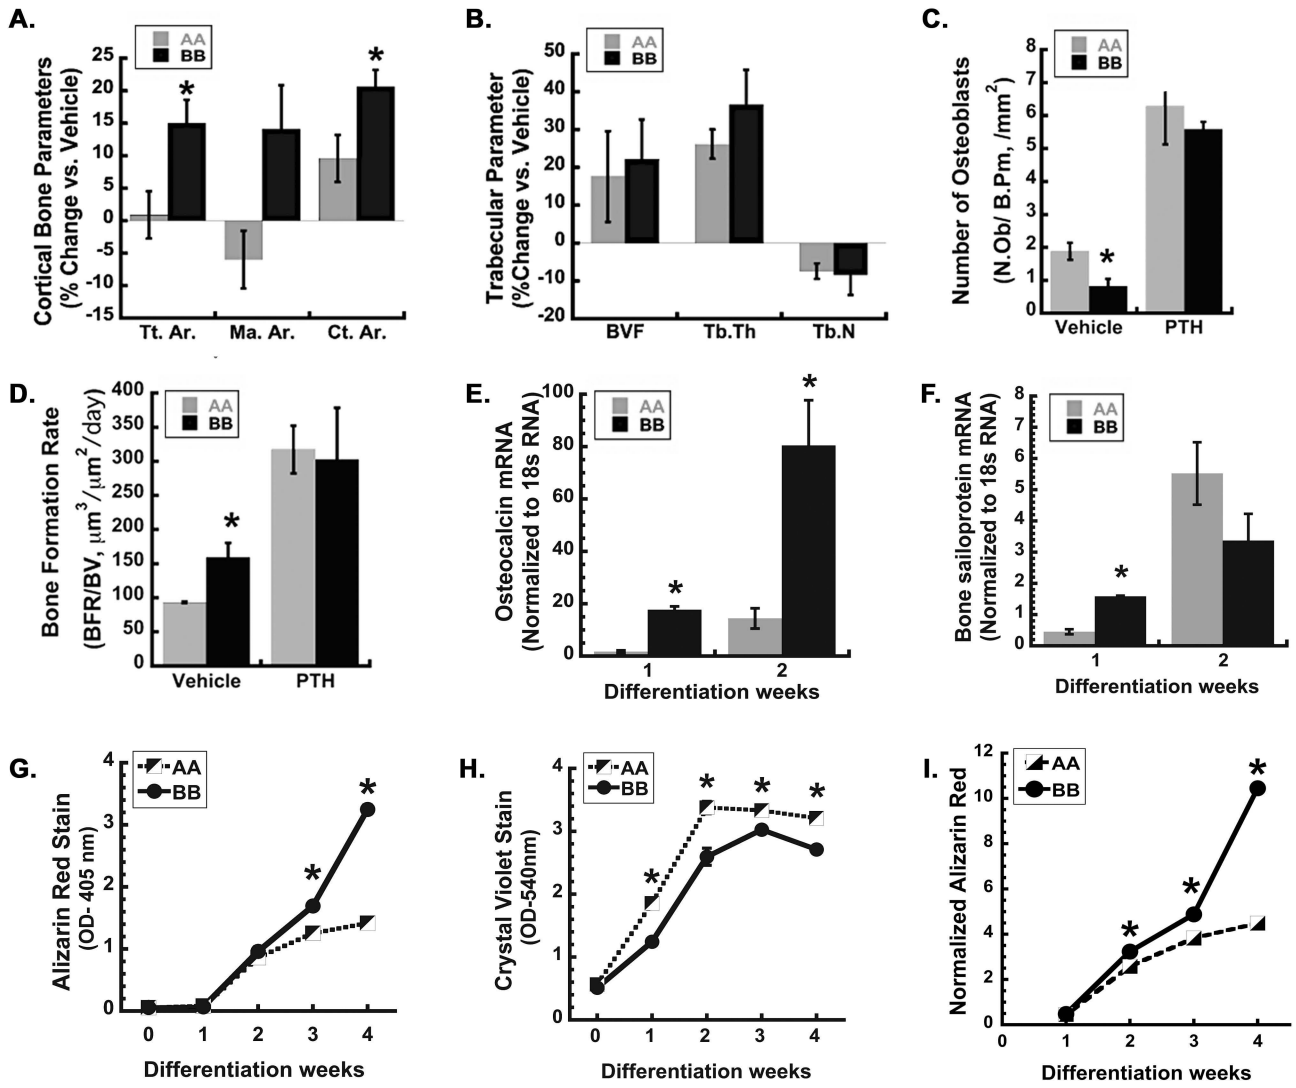 A.
AA
BB
Cortical Bone Parameters
(% Change vs. Vehicle)
25
20
15
10
5
0
-5
-10
-15
*
*
Tt. Ar.
Ma. Ar.
Ct. Ar.
B.
AA
BB
Trabecular Parameter
(%Change vs. Vehicle)
50
40
30
20
10
0
-10
-20
BVF
Tb.Th
Tb.N
C.
AA
BB
Number of Osteoblasts
(N.Ob/ B.Pm, /mm2)
8
7
6
5
4
3
2
1
0
*
Vehicle
PTH
D.
AA
BB
Bone Formation Rate
(BFR/BV, μm3/μm2/day)
400
350
300
250
200
150
100
50
0
*
Vehicle
PTH
E.
AA
BB
Osteocalcin mRNA
(Normalized to 18s RNA)
100
80
60
40
20
0
*
*
1
2
Differentiation weeks
F.
AA
BB
Bone sailoprotein mRNA
(Normalized to 18s RNA)
8
7
6
5
4
3
2
1
0
*
1
2
Differentiation weeks
G.
AA
BB
Alizarin Red Stain
(OD- 405 nm)
4
3
2
1
0
*
*
0
1
2
3
4
Differentiation weeks
H.
AA
BB
Crystal Violet Stain
(OD-540nm)
4
3
2
1
0
*
*
*
*
0
1
2
3
4
Differentiation weeks
I.
AA
BB
Normalized Alizarin Red
12
10
8
6
4
2
0
*
*
*
0
1
2
3
4
Differentiation weeks